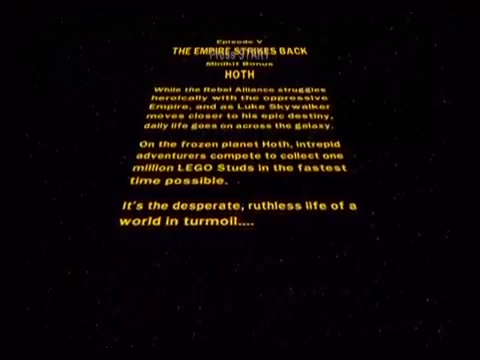 Episode V
THE EMPIRE STRIKES BACK
Press START
Minikit Bonus
HOTH
While the Rebel Alliance struggles
heroically with the oppressive
Empire, and as Luke Skywalker
moves closer to his epic destiny,
daily life goes on across the galaxy.
On the frozen planet Hoth, intrepid
adventurers compete to collect one
million LEGO Studs in the fastest
time possible.
It's the desperate, ruthless life of a
world in turmoil....